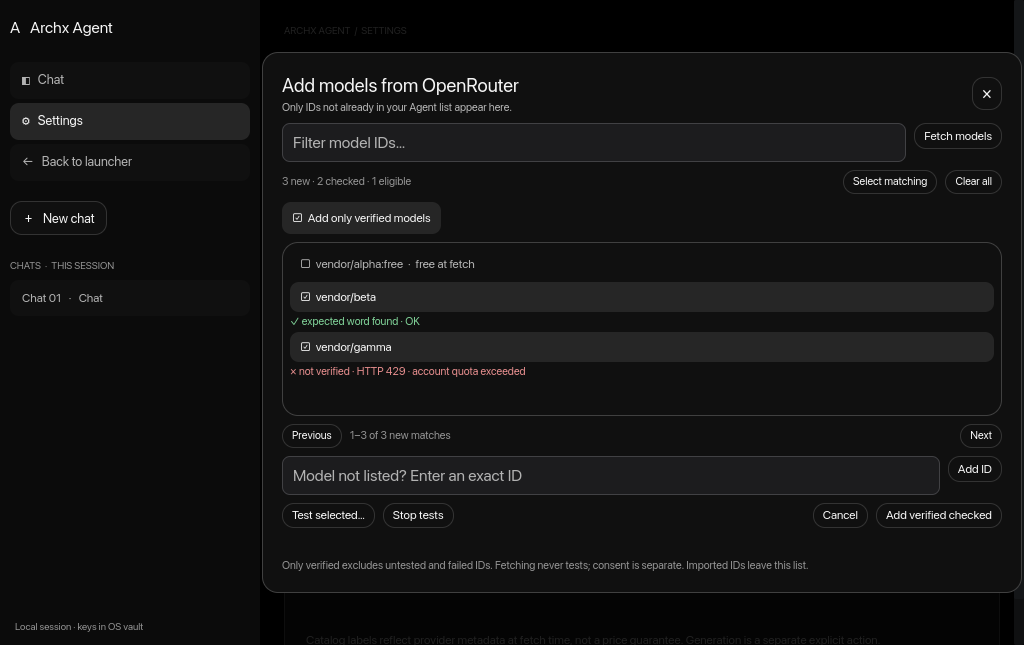 A Archx Agent
Chat
Settings
← Back to launcher
+ New chat
CHATS · THIS SESSION
Chat 01 · Chat
Local session · keys in OS vault
ARCHX AGENT / SETTINGS
Add models from OpenRouter
Only IDs not already in your Agent list appear here.
×
Filter model IDs...
Fetch models
3 new · 2 checked · 1 eligible
Select matching
Clear all
Add only verified models
vendor/alpha:free · free at fetch
vendor/beta
✓ expected word found · OK
vendor/gamma
× not verified · HTTP 429 · account quota exceeded
Previous
1–3 of 3 new matches
Next
Model not listed? Enter an exact ID
Add ID
Test selected...
Stop tests
Cancel
Add verified checked
Only verified excludes untested and failed IDs. Fetching never tests; consent is separate. Imported IDs leave this list.
Catalog labels reflect provider metadata at fetch time, not a price guarantee. Generation is a separate explicit action.